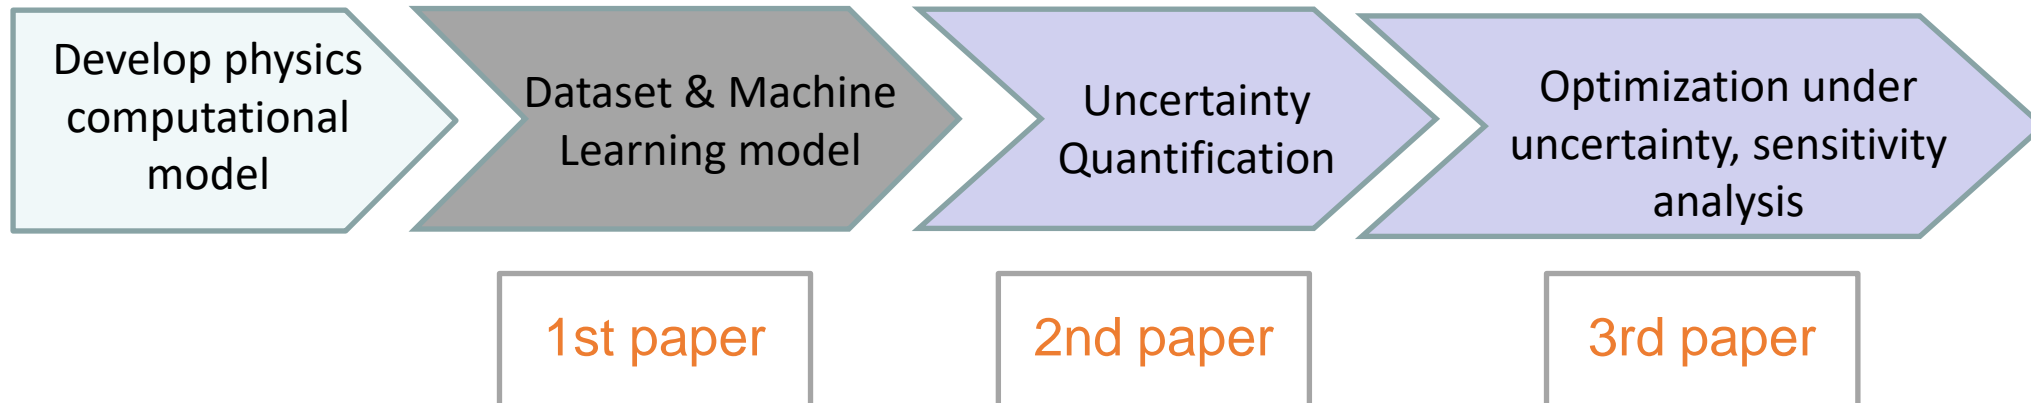 Develop physics
computational
model
Dataset & Machine
Learning model
Uncertainty
Quantification
Optimization under
uncertainty, sensitivity
analysis
1st paper
2nd paper
3rd paper